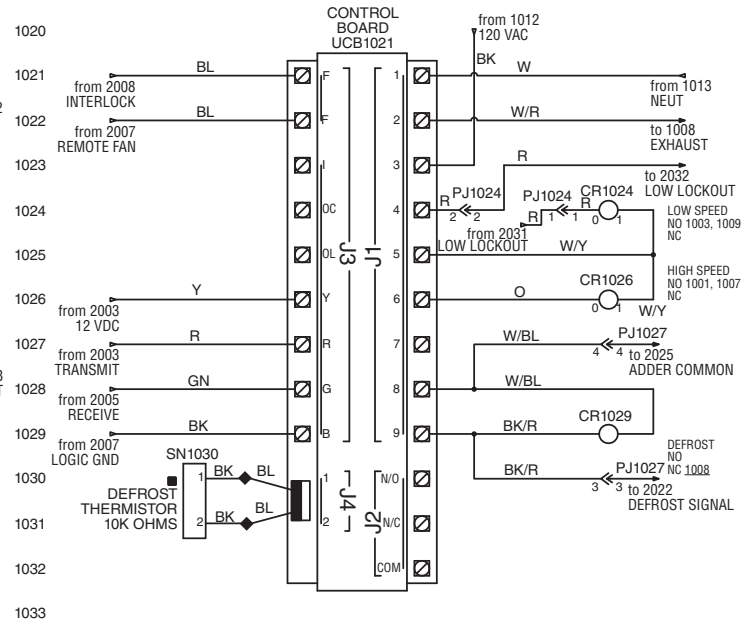 CONTROL
BOARD
UCB1021
1020
from 1012
120 VAC
BK
1021
BL
F
1
W
from 2008
INTERLOCK
from 1013
NEUT
2
1022
BL
F
2
W/R
from 2007
REMOTE FAN
to 1008
EXHAUST
1023
I
3
R
to 2032
LOW LOCKOUT
1024
OC
4
R
PJ1024
2 2
PJ1024
R
1 1
R
CR1024
0 1
LOW SPEED
NO 1003, 1009
NC
from 2031
LOW LOCKOUT
1025
OL
J3
J1
5
W/Y
HIGH SPEED
NO 1001, 1007
NC
1026
Y
Y
6
O
CR1026
0 1
W/Y
from 2003
12 VDC
1027
R
R
7
W/BL
PJ1027
4 4
to 2025
ADDER COMMON
from 2003
TRANSMIT
3
T
1028
GN
G
8
W/BL
from 2005
RECEIVE
1029
BK
B
9
BK/R
CR1029
from 2007
LOGIC GND
DEFROST
NO
NC 1008
1030
SN1030
1
BK
BL
1
N/O
BK/R
PJ1027
3 3
to 2022
DEFROST SIGNAL
DEFROST
THERMISTOR
10K OHMS
1031
2
BK
BL
2
J4
J2
N/C
1032
COM
1033